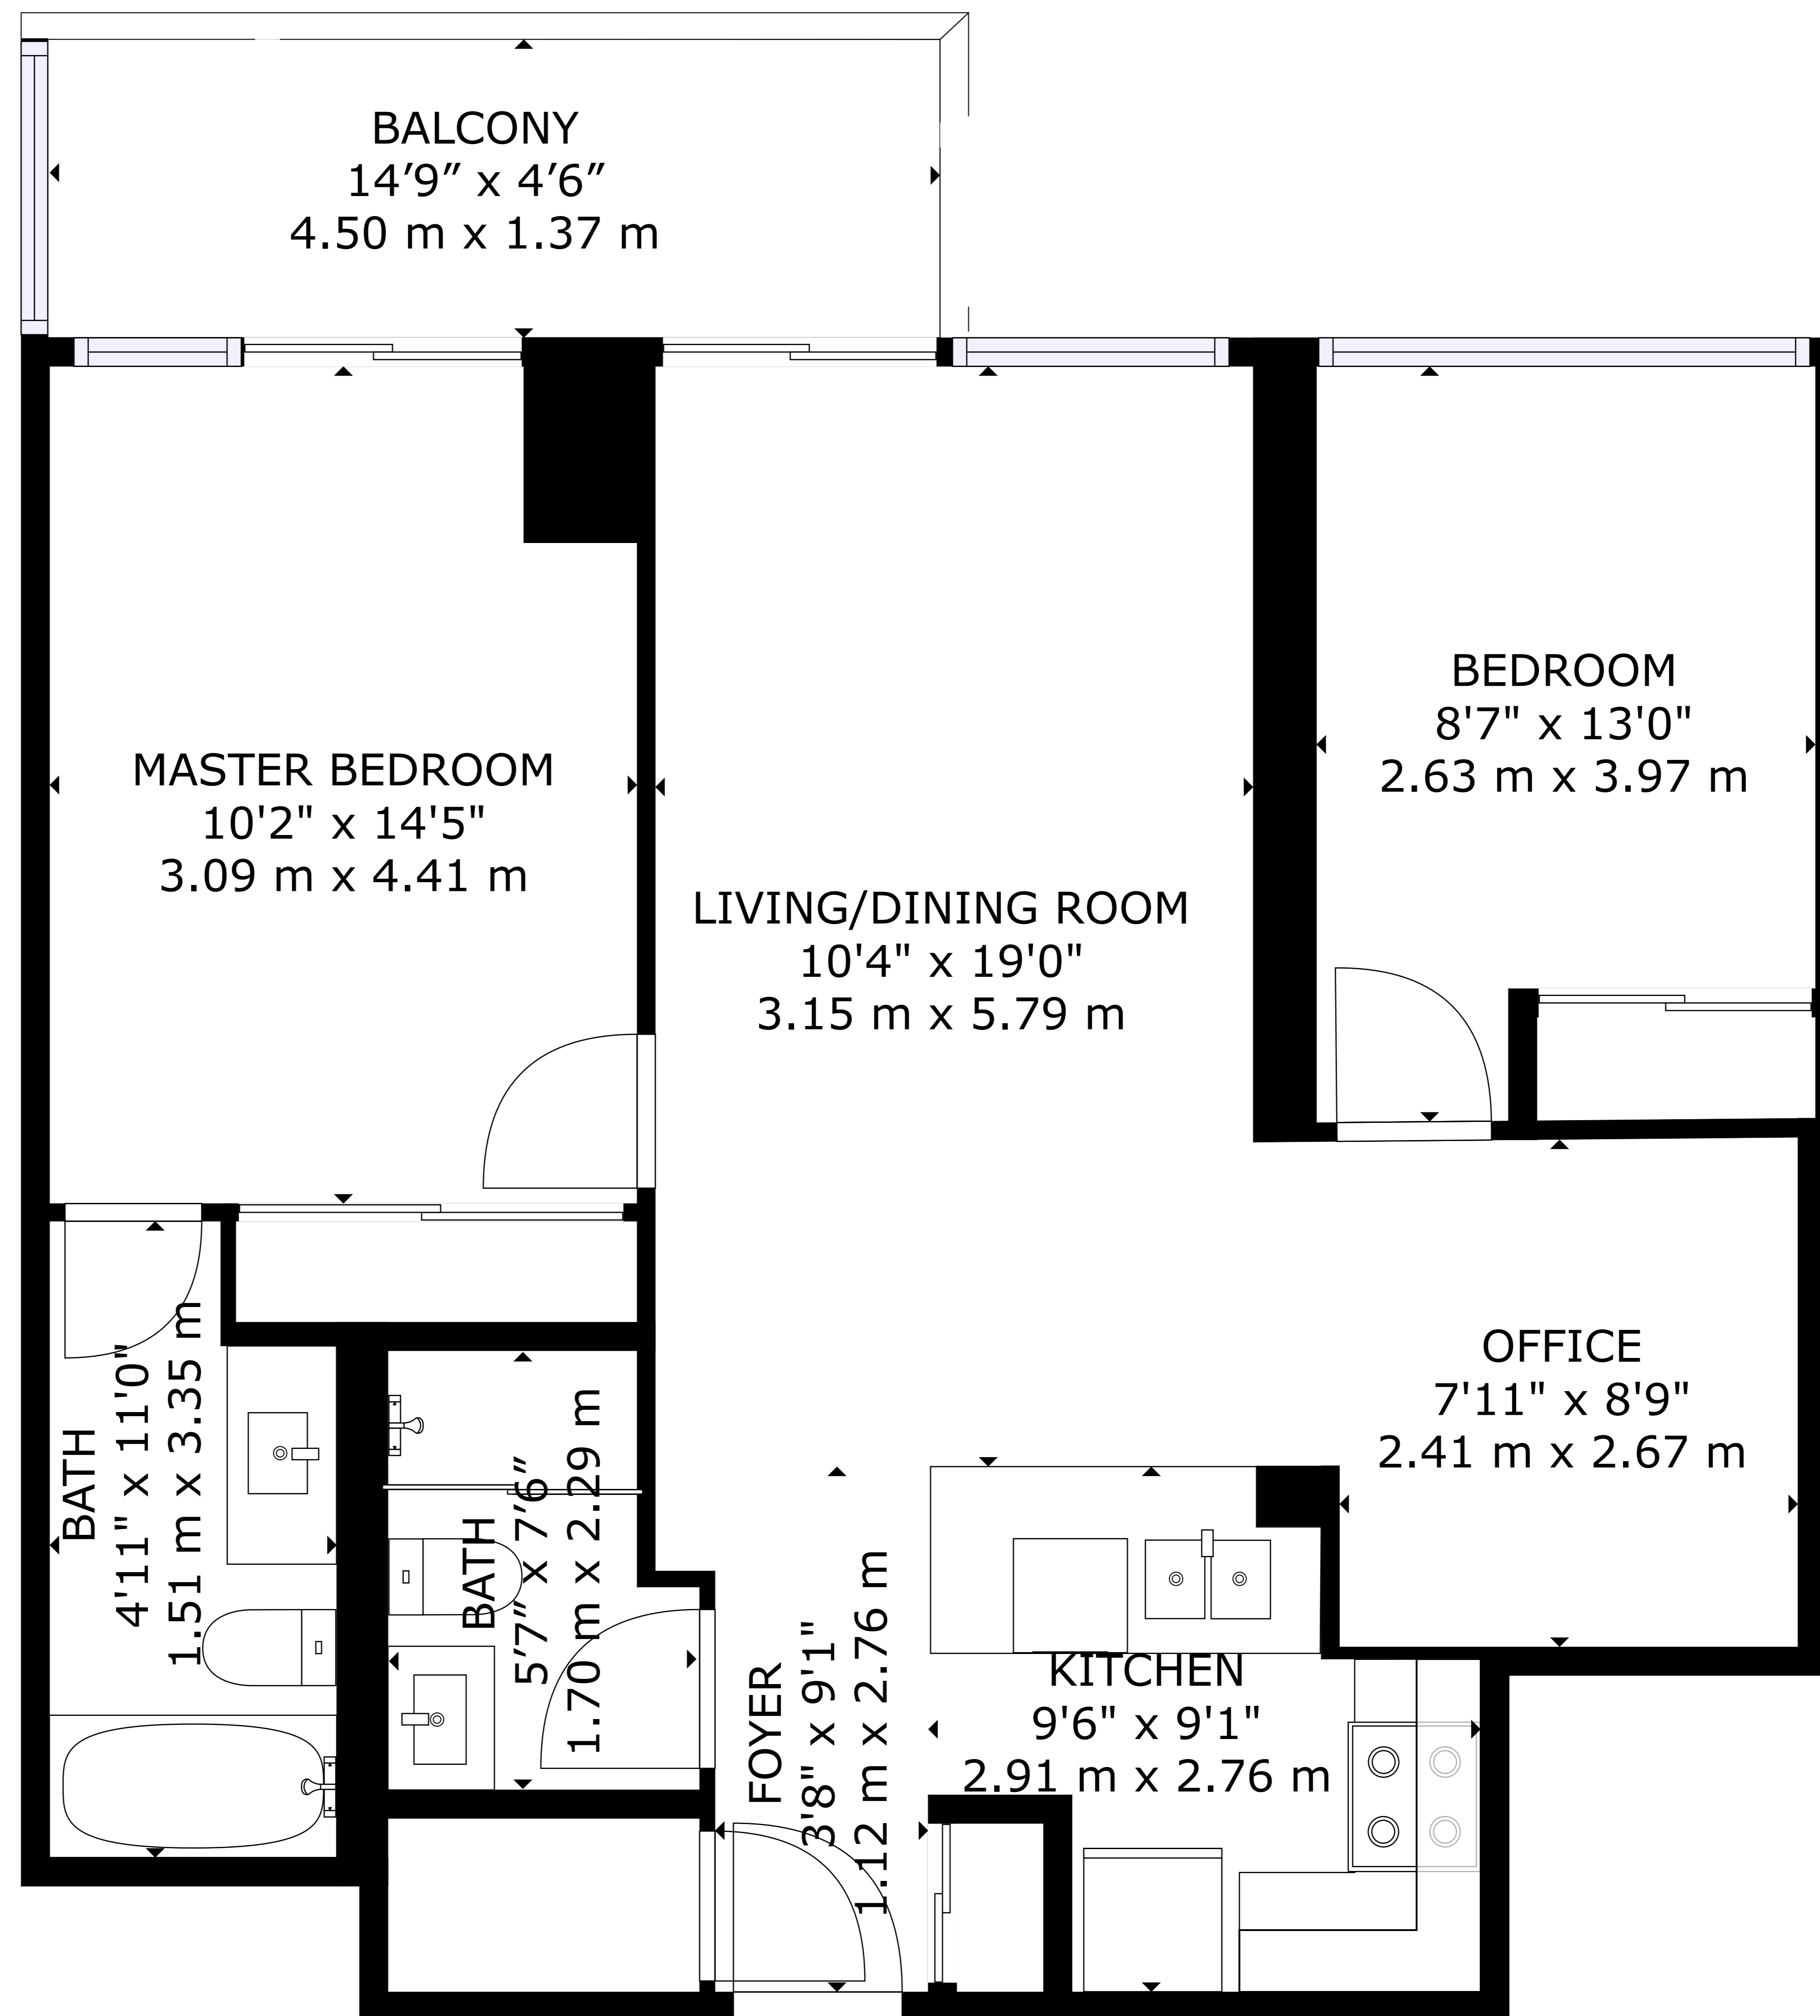 BALCONY
14’9” x 4’6”
4.50 m x 1.37 m
BEDROOM
8'7" x 13'0"
2.63 m x 3.97 m
MASTER BEDROOM
10'2" x 14'5"
3.09 m x 4.41 m
LIVING/DINING ROOM
10'4" x 19'0"
3.15 m x 5.79 m
OFFICE
7'11" x 8'9"
2.41 m x 2.67 m
BATH
4'11" x 11'0"
1.51 m x 3.35 m
BATH
5’7” x 7’6”
1.70 m x 2.29 m
FOYER
3'8" x 9'1"
1.12 m x 2.76 m
KITCHEN
9'6" x 9'1"
2.91 m x 2.76 m